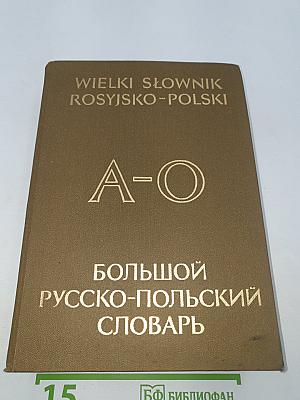 WIELKI SŁOWNIK
ROSYJSKO-POLSKI
A-O
БОЛЬШОЙ
РУССКО-ПОЛЬСКИЙ
СЛОВАРЬ
15
БФ БИБЛИОФАН